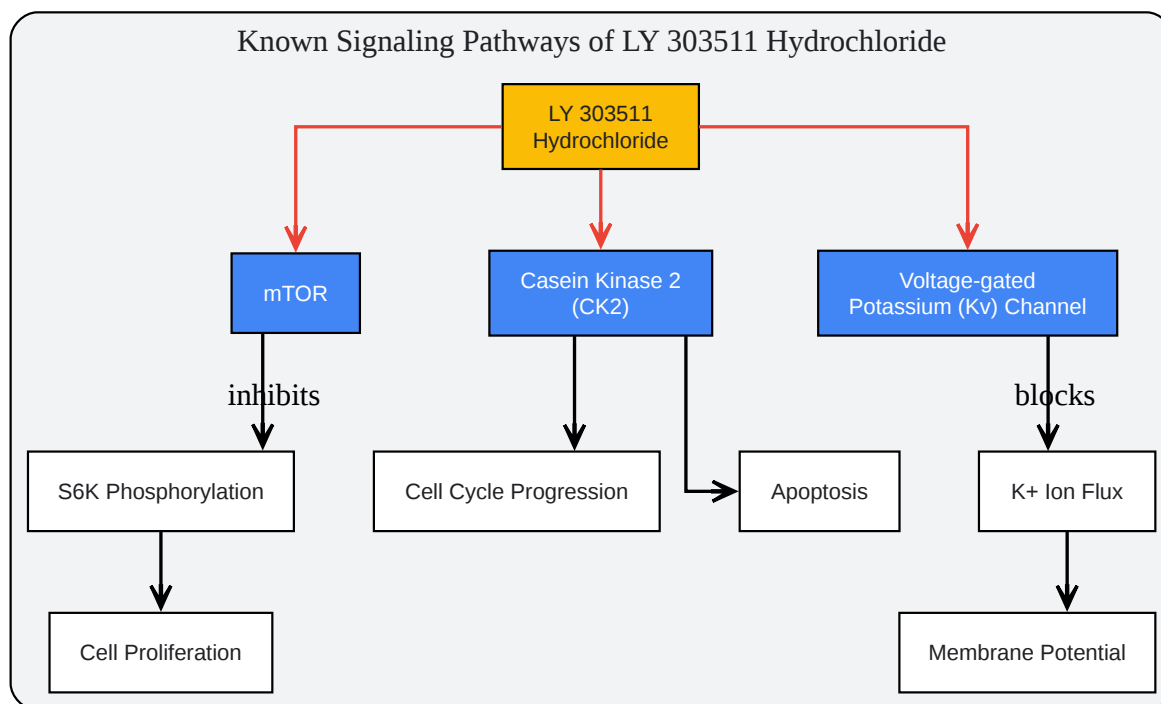 Known Signaling Pathways of LY 303511 Hydrochloride
LY 303511
Hydrochloride
mTOR
Casein Kinase 2
(CK2)
Voltage-gated
Potassium (Kv) Channel
inhibits
blocks
S6K Phosphorylation
Cell Cycle Progression
Apoptosis
K+ Ion Flux
Cell Proliferation
Membrane Potential